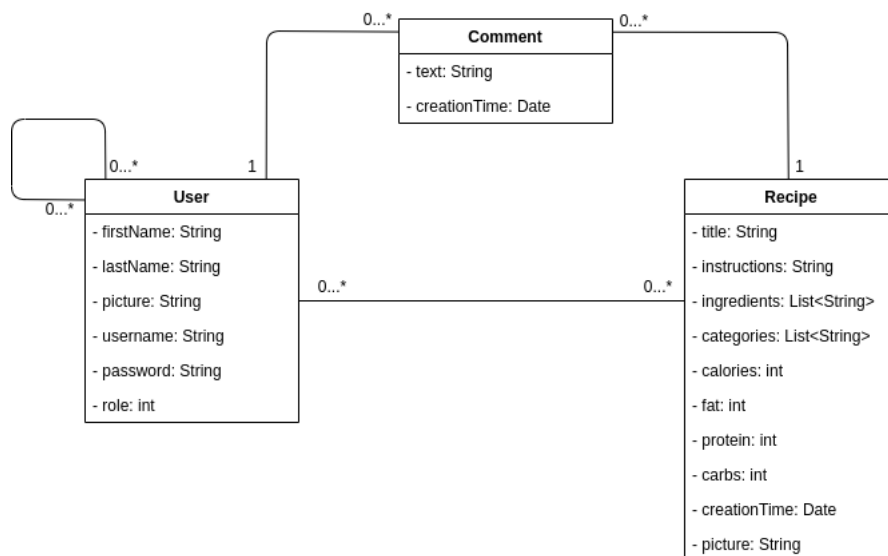 0...*
Comment
0...*
- text: String
- creationTime: Date
0...*
0...*
1
1
User
- firstName: String
- lastName: String
- picture: String
- username: String
- password: String
- role: int
0...*
0...*
Recipe
- title: String
- instructions: String
- ingredients: List<String>
- categories: List<String>
- calories: int
- fat: int
- protein: int
- carbs: int
- creationTime: Date
- picture: String